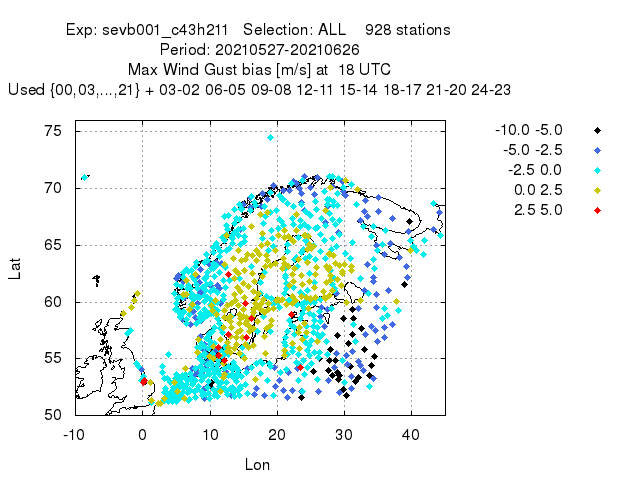 Exp: sevb001_c43h211   Selection: ALL    928 stations
Period: 20210527-20210626
Max Wind Gust bias [m/s] at  18 UTC
Used {00,03,...,21} + 03-02 06-05 09-08 12-11 15-14 18-17 21-20 24-23
-10.0 -5.0
-5.0 -2.5
-2.5 0.0
0.0 2.5
2.5 5.0
75
70
65
60
55
50
Lat
-10 0 10 20 30 40
Lon